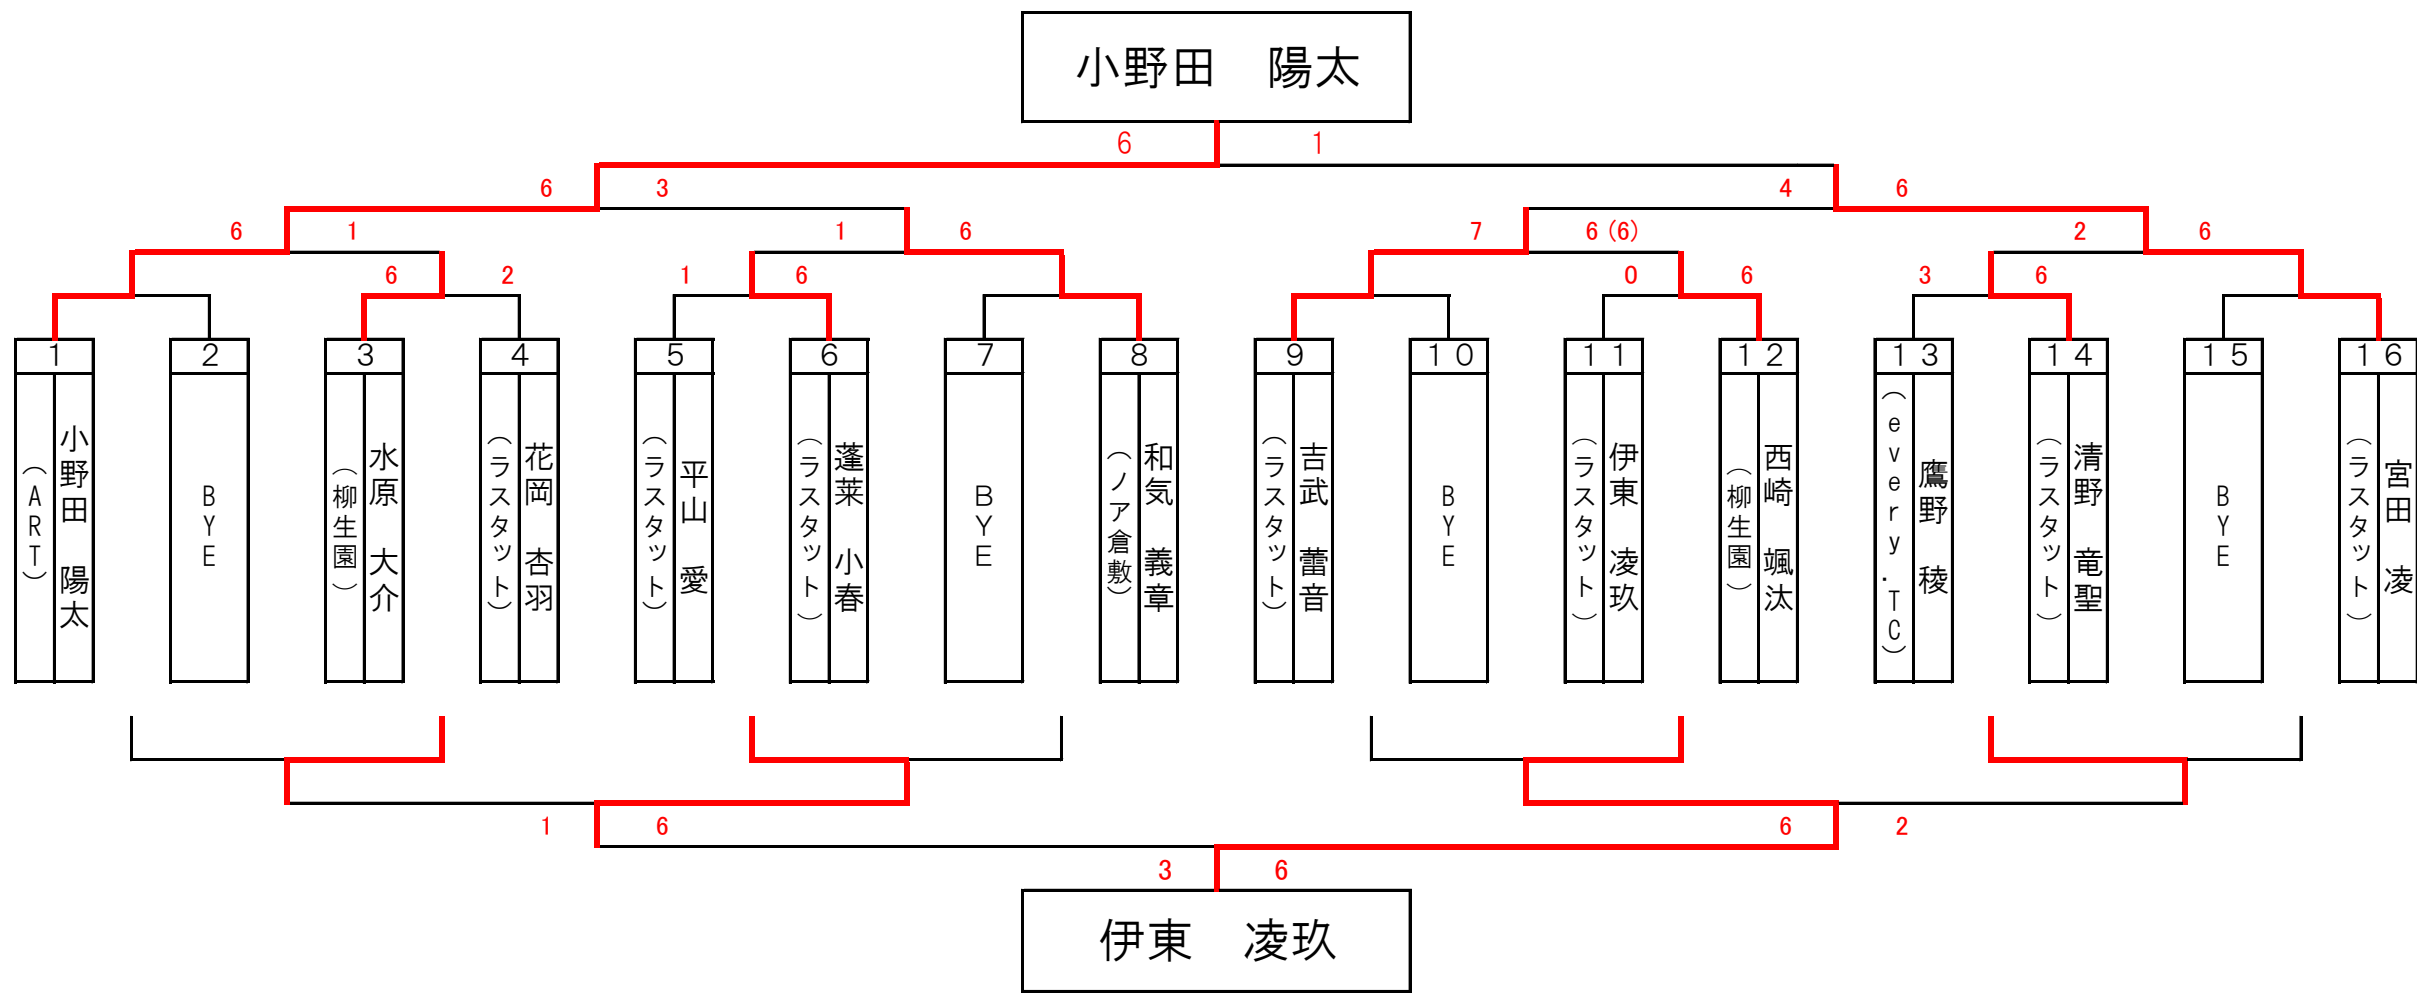 小野田　陽太
6 1
6 3 4 6
6 1 1 6 7 6(6) 2 6
6 2 1 6 0 6 3 6
1 2 3 4 5 6 7 8 9 10 11 12 13 14 15 16
小野田　陽太
（ART）
BYE
水原　大介
（柳生園）
花岡　杏羽
（ラスタット）
平山　愛
（ラスタット）
蓬莱　小春
（ラスタット）
BYE
和気　義章
（ノア倉敷）
吉武　蕾音
（ラスタット）
BYE
伊東　凌玖
（ラスタット）
西崎　颯汰
（柳生園）
鷹野　稜
（every.TC）
清野　竜聖
（ラスタット）
BYE
宮田　凌
（ラスタット）
1 6 6 2
3 6
伊東　凌玖